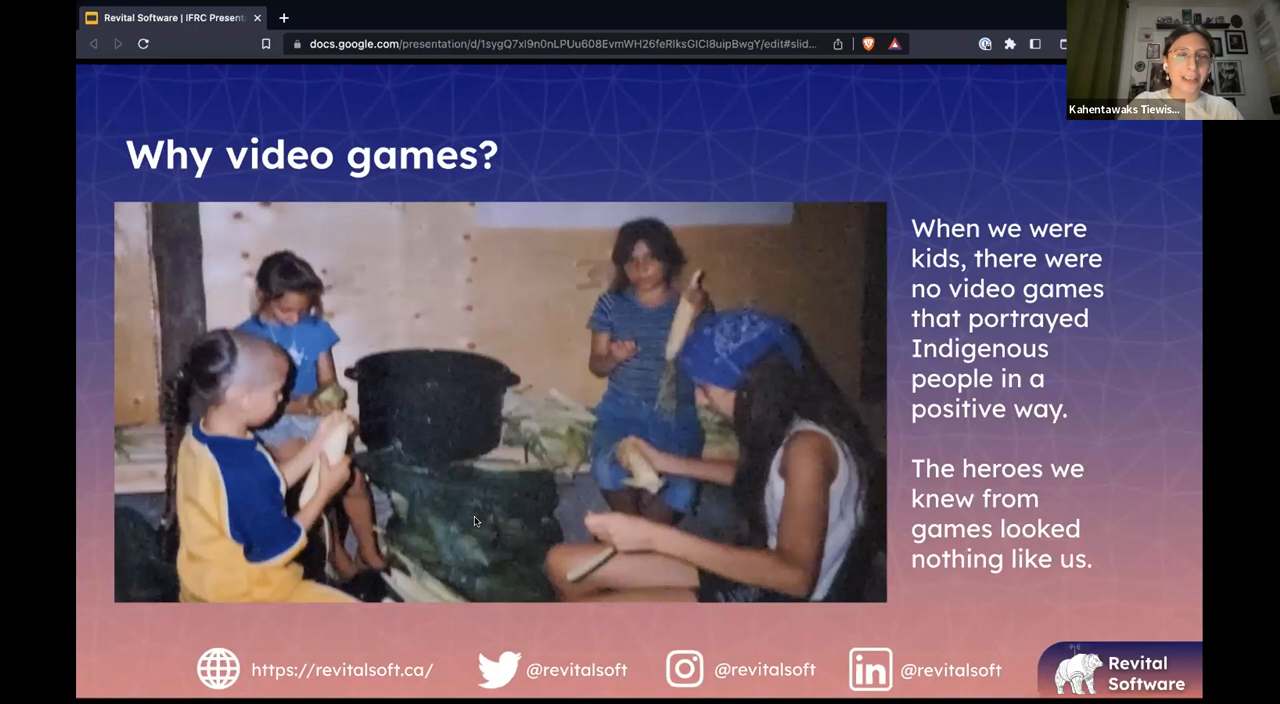 Revital Software | IFRC Present
docs.google.com/presentation/d/1sygQ7xI9n0nLPUu608EvmWH26feRIksGICI8uipBwgY/edit#slid...
Kahentawaks Tiewis...
Why video games?
When we were
kids, there were
no video games
that portrayed
Indigenous
people in a
positive way.
The heroes we
knew from
games looked
nothing like us.
https://revitalsoft.ca/
@revitalsoft
@revitalsoft
@revitalsoft
Revital
Software